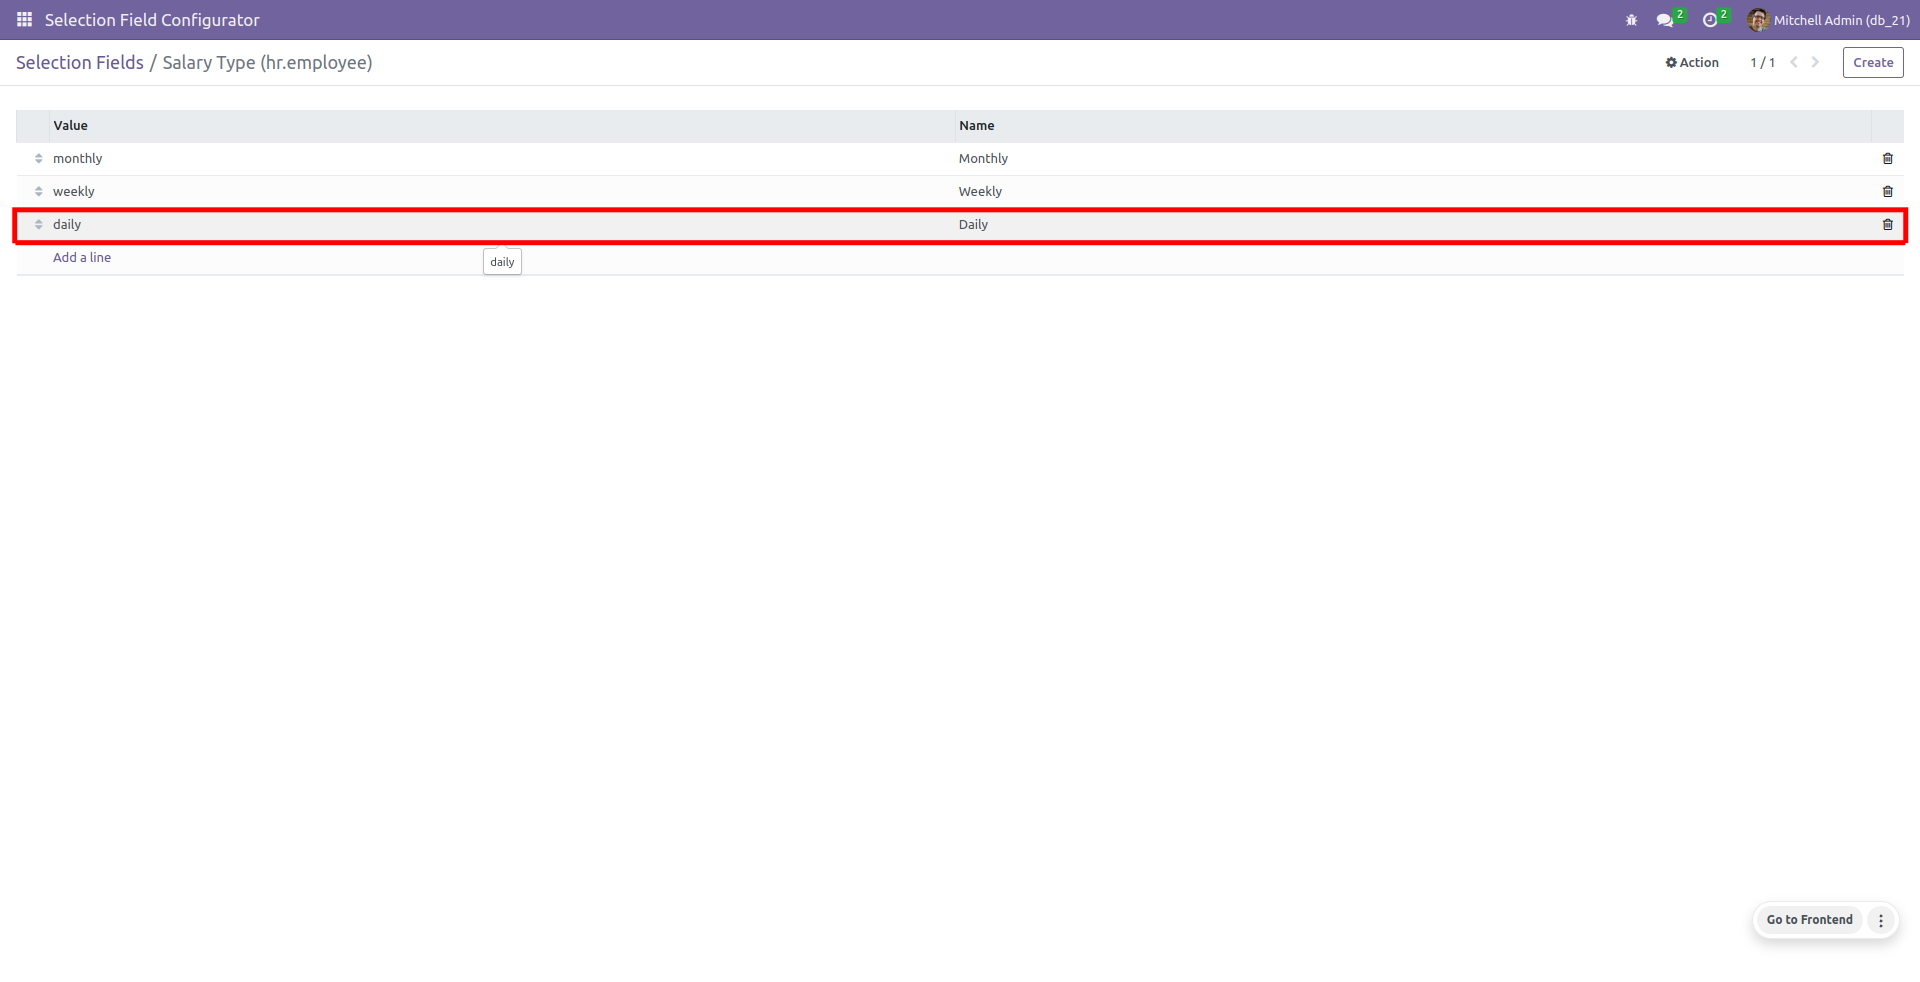 Selection Field Configurator
2
2
Mitchell Admin (db_21)
Selection Fields / Salary Type (hr.employee)
Action
1 / 1
Create
Value Name
monthly Monthly
weekly Weekly
daily Daily
Add a line
daily
Go to Frontend